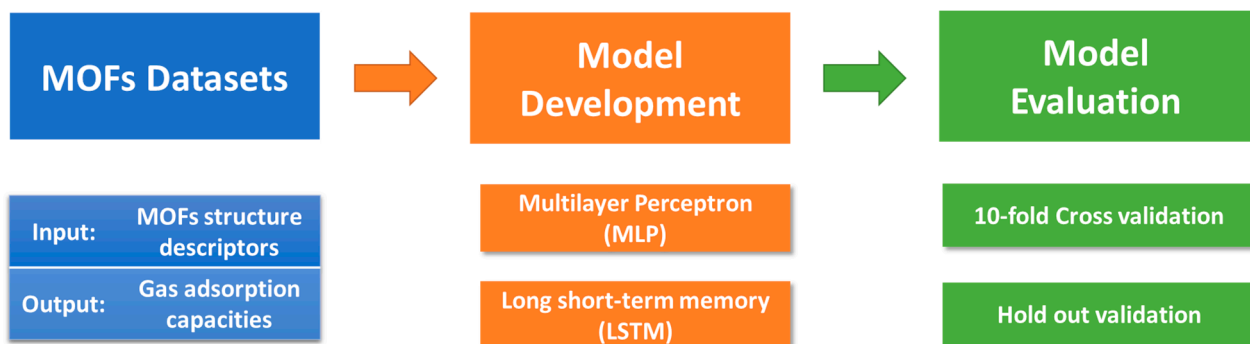 MOFs Datasets
Model
Development
Model
Evaluation
Input:
MOFs structure
descriptors
Output:
Gas adsorption
capacities
Multilayer Perceptron
(MLP)
Long short-term memory
(LSTM)
10-fold Cross validation
Hold out validation